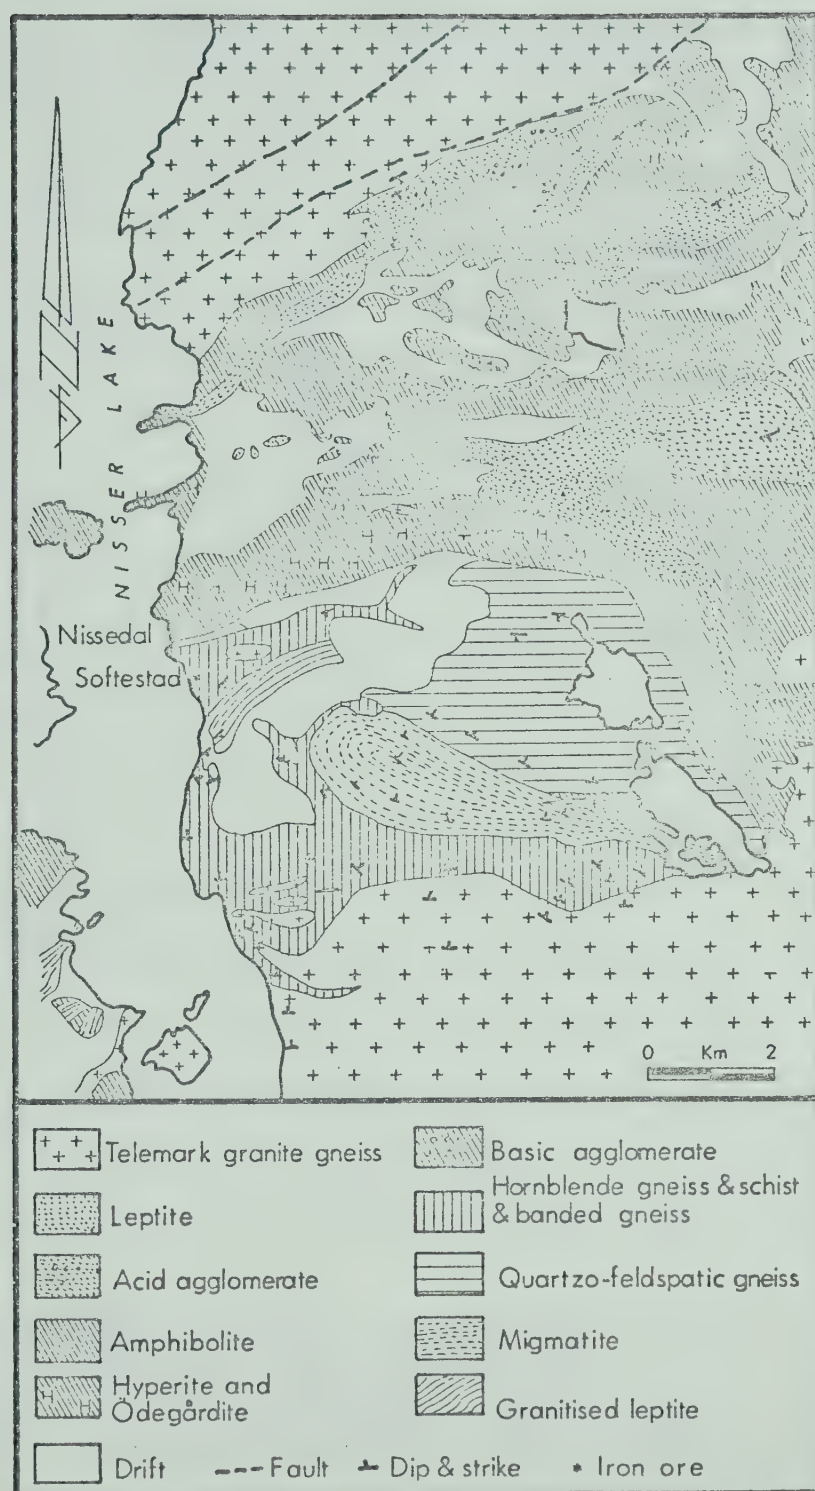 NISSER LAKE
Nissedal
Softestad
0 Km 2
Telemark granite gneiss
Leptite
Acid agglomerate
Amphibolite
Hyperite and
Ödegårdite
Drift
Fault
Dip & strike
Iron ore
Basic agglomerate
Hornblende gneiss & schist
& banded gneiss
Quartzo-feldspatic gneiss
Migmatite
Granitised leptite